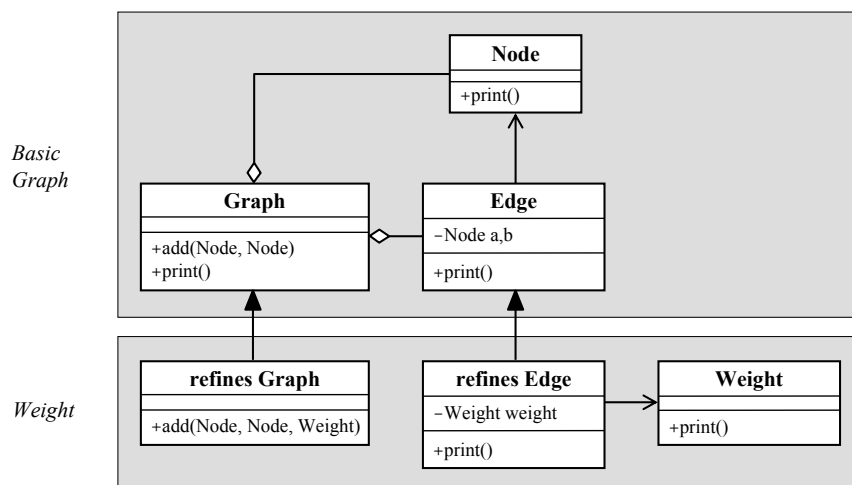 Basic
Graph
Node
+print()
Graph
+add(Node, Node)
+print()
Edge
–Node a,b
+print()
Weight
refines Graph
+add(Node, Node, Weight)
refines Edge
–Weight weight
+print()
Weight
+print()